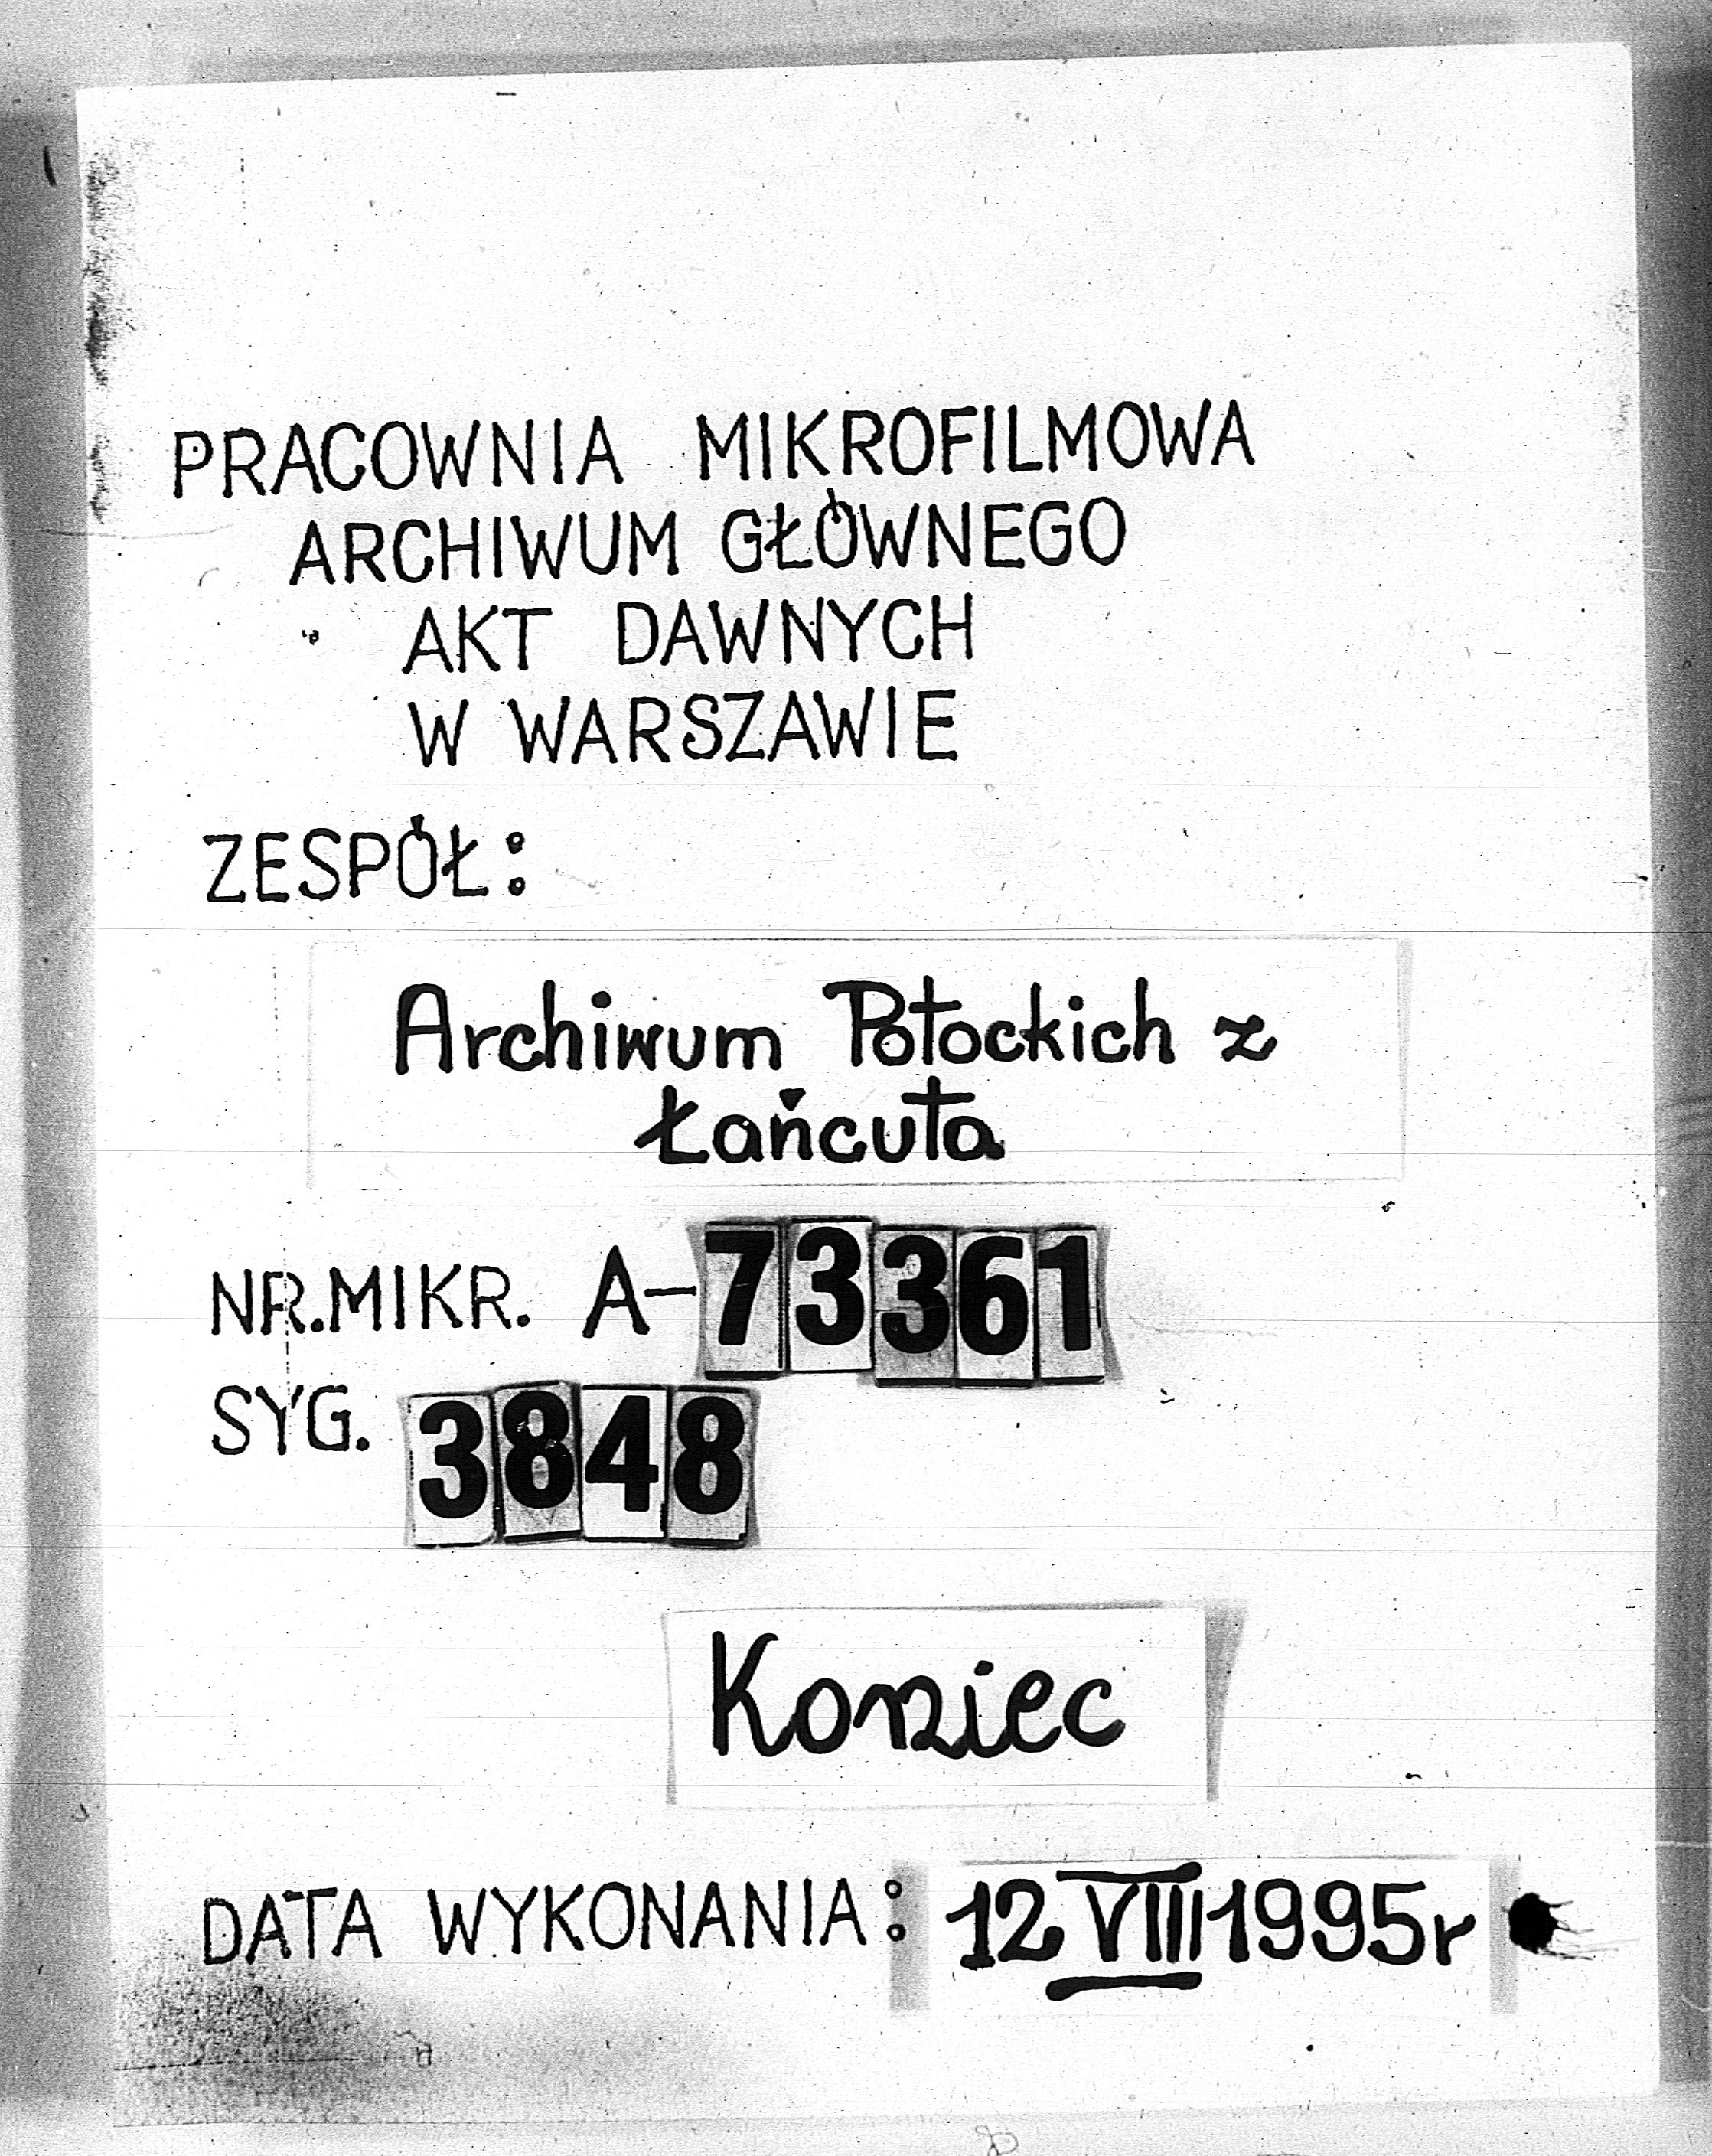 PRACOWNIA MIKROFILMOWA
ARCHIWUM GŁÓWNEGO
AKT DAWNYCH
W WARSZAWIE
ZESPÓŁ:
Archiwum Potockich z
Łańcuta
NR.MIKR. A-73361
SYG. 3848
Koniec
DATA WYKONANIA: 12 VIII 1995r